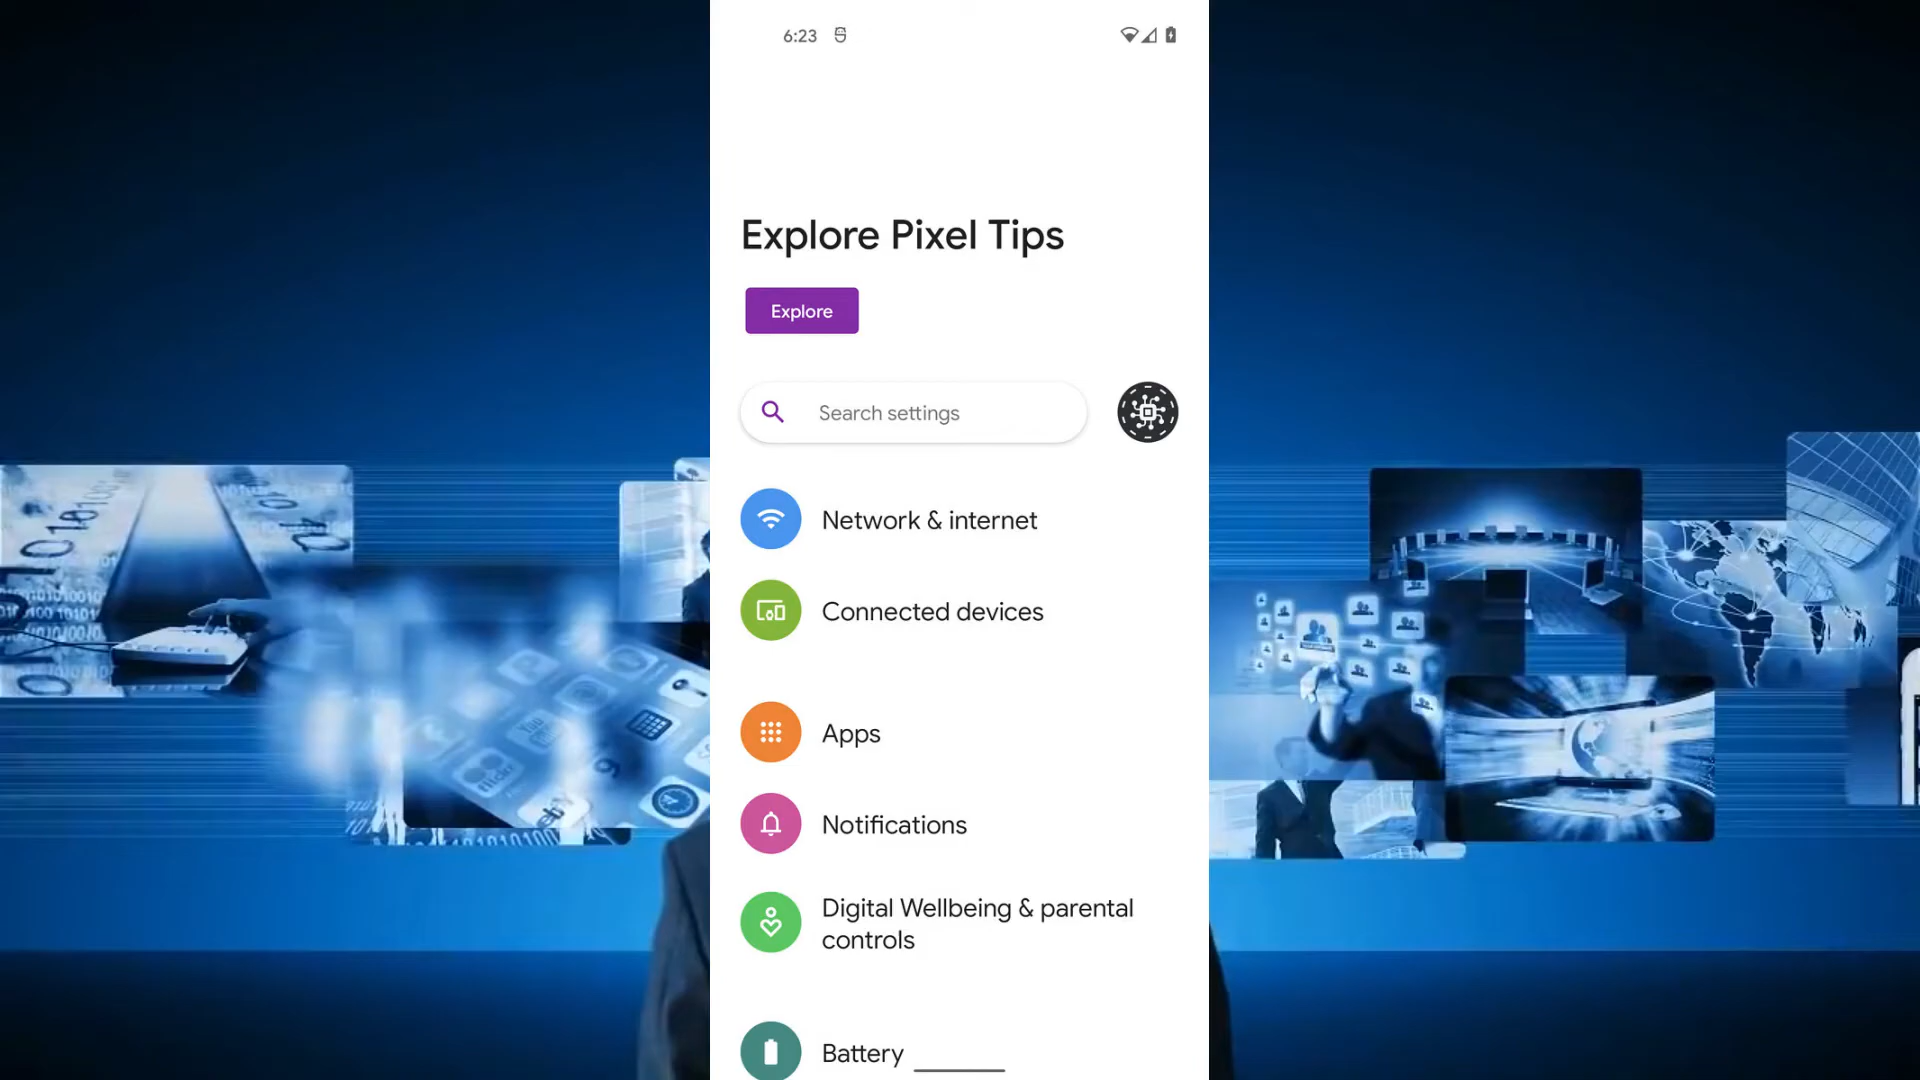 6:23
Explore Pixel Tips
Explore
Search settings
Network & internet
Connected devices
Apps
Notifications
Digital Wellbeing & parental
controls
Battery